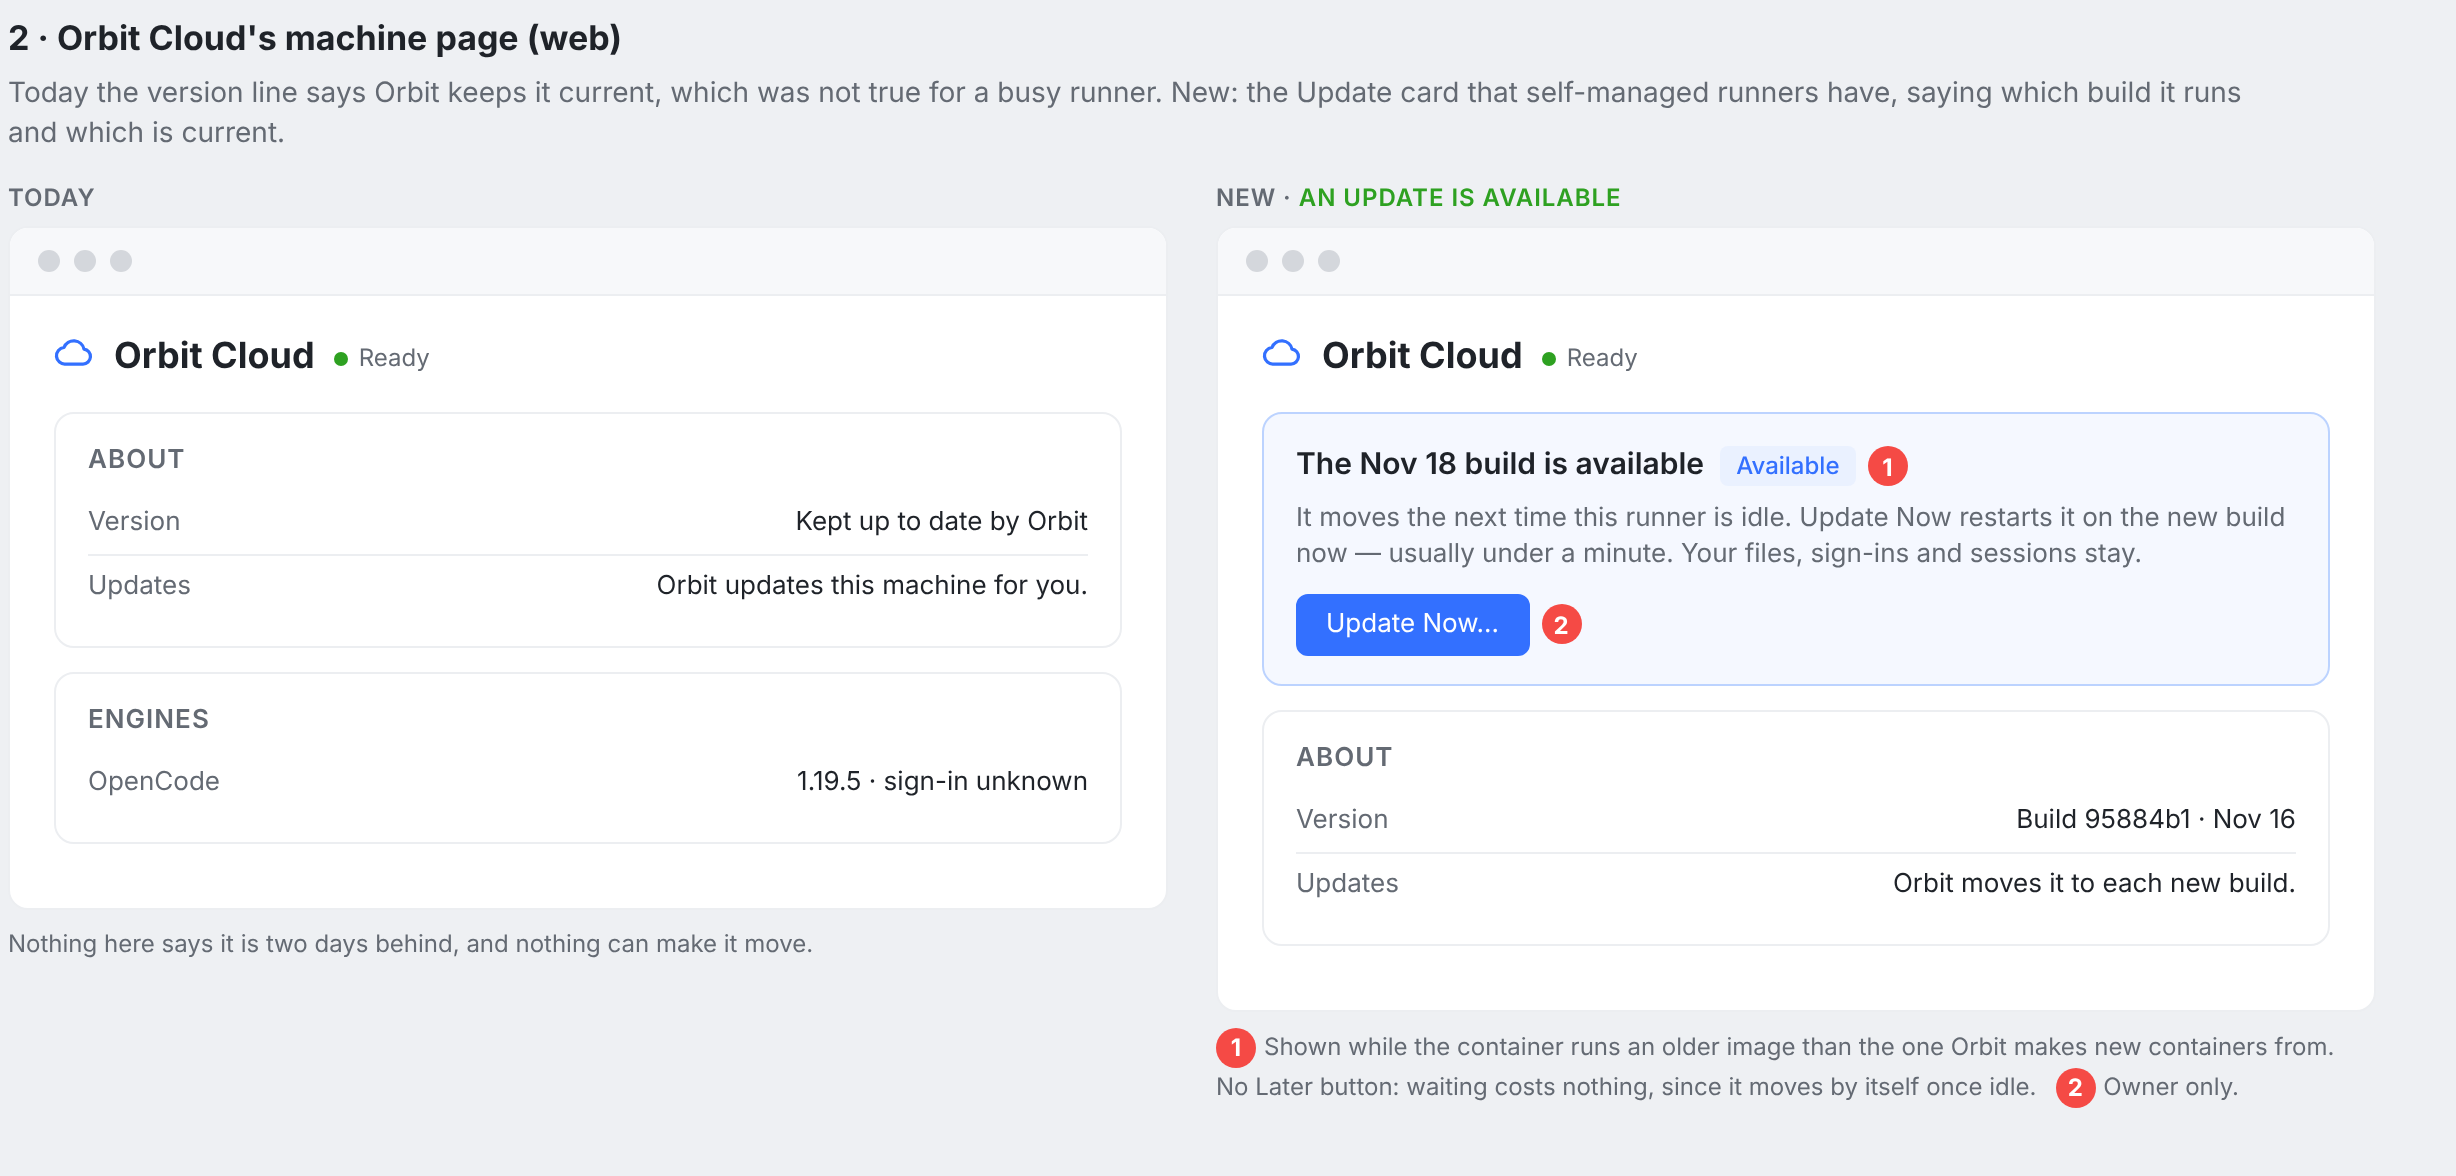 2 · Orbit Cloud's machine page (web)
Today the version line says Orbit keeps it current, which was not true for a busy runner. New: the Update card that self-managed runners have, saying which build it runs
and which is current.
TODAY
Orbit Cloud
Ready
ABOUT
Version
Kept up to date by Orbit
Updates
Orbit updates this machine for you.
ENGINES
OpenCode
1.19.5 · sign-in unknown
Nothing here says it is two days behind, and nothing can make it move.
NEW · AN UPDATE IS AVAILABLE
Orbit Cloud
Ready
The Nov 18 build is available
Available
1
It moves the next time this runner is idle. Update Now restarts it on the new build
now — usually under a minute. Your files, sign-ins and sessions stay.
Update Now...
2
ABOUT
Version
Build 95884b1 · Nov 16
Updates
Orbit moves it to each new build.
1 Shown while the container runs an older image than the one Orbit makes new containers from.
No Later button: waiting costs nothing, since it moves by itself once idle. 2 Owner only.